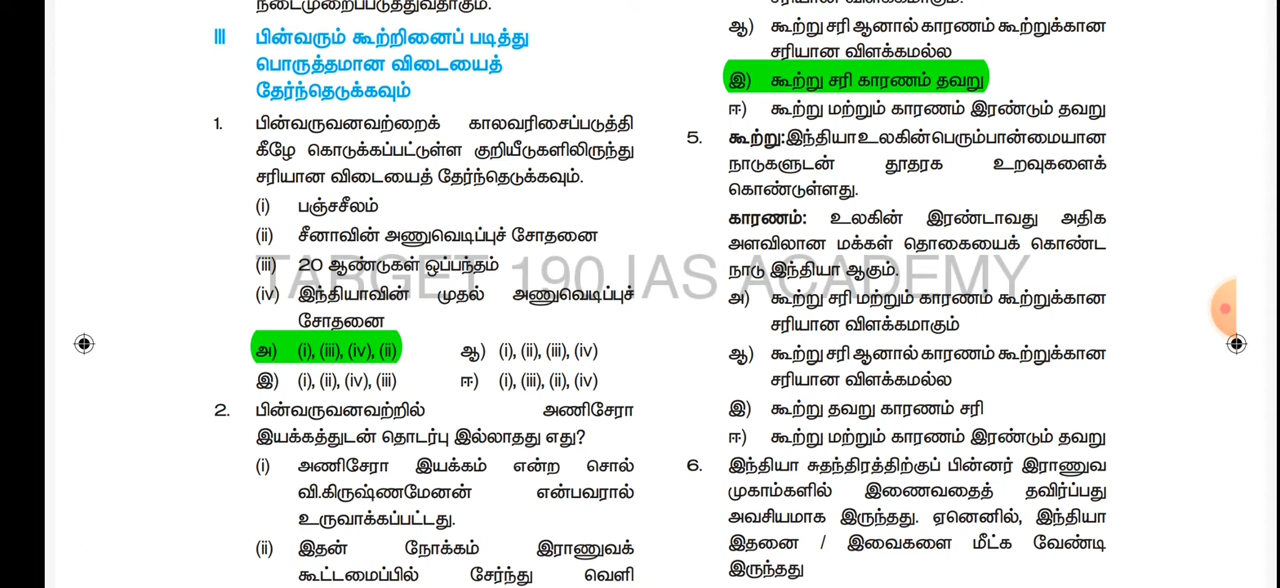 நடைமுறைப்படுத்துவதாகும்.
III பின்வரும் கூற்றினைப் படித்து
பொருத்தமான விடையைத்
தேர்ந்தெடுக்கவும்
1. பின்வருவனவற்றைக் காலவரிசைப்படுத்தி
கீழே கொடுக்கப்பட்டுள்ள குறியீடுகளிலிருந்து
சரியான விடையைத் தேர்ந்தெடுக்கவும்.
(i) பஞ்சசீலம்
(ii) சீனாவின் அணுவெடிப்புச் சோதனை
(iii) 20 ஆண்டுகள் ஒப்பந்தம்
(iv) இந்தியாவின் முதல் அணுவெடிப்புச்
சோதனை
அ) (i), (iii), (iv), (ii) ஆ) (i), (ii), (iii), (iv)
இ) (i), (ii), (iv), (iii) ஈ) (i), (iii), (ii), (iv)
2. பின்வருவனவற்றில் அணிசேரா
இயக்கத்துடன் தொடர்பு இல்லாதது எது?
(i) அணிசேரா இயக்கம் என்ற சொல்
வி.கிருஷ்ணமேனன் என்பவரால்
உருவாக்கப்பட்டது.
(ii) இதன் நோக்கம் இராணுவக்
கூட்டமைப்பில் சேர்ந்து வெளி
சரியான விளக்கமாகும்.
ஆ) கூற்று சரி ஆனால் காரணம் கூற்றுக்கான
சரியான விளக்கமல்ல
இ) கூற்று சரி காரணம் தவறு
ஈ) கூற்று மற்றும் காரணம் இரண்டும் தவறு
5. கூற்று:இந்தியா உலகின் பெரும்பான்மையான
நாடுகளுடன் தூதரக உறவுகளைக்
கொண்டுள்ளது.
காரணம்: உலகின் இரண்டாவது அதிக
அளவிலான மக்கள் தொகையைக் கொண்ட
நாடு இந்தியா ஆகும்.
அ) கூற்று சரி மற்றும் காரணம் கூற்றுக்கான
சரியான விளக்கமாகும்
ஆ) கூற்று சரி ஆனால் காரணம் கூற்றுக்கான
சரியான விளக்கமல்ல
இ) கூற்று தவறு காரணம் சரி
ஈ) கூற்று மற்றும் காரணம் இரண்டும் தவறு
6. இந்தியா சுதந்திரத்திற்குப் பின்னர் இராணுவ
முகாம்களில் இணைவதைத் தவிர்ப்பது
அவசியமாக இருந்தது. ஏனெனில், இந்தியா
இதனை / இவைகளை மீட்க வேண்டி
இருந்தது
TARGET 190 IAS ACADEMY